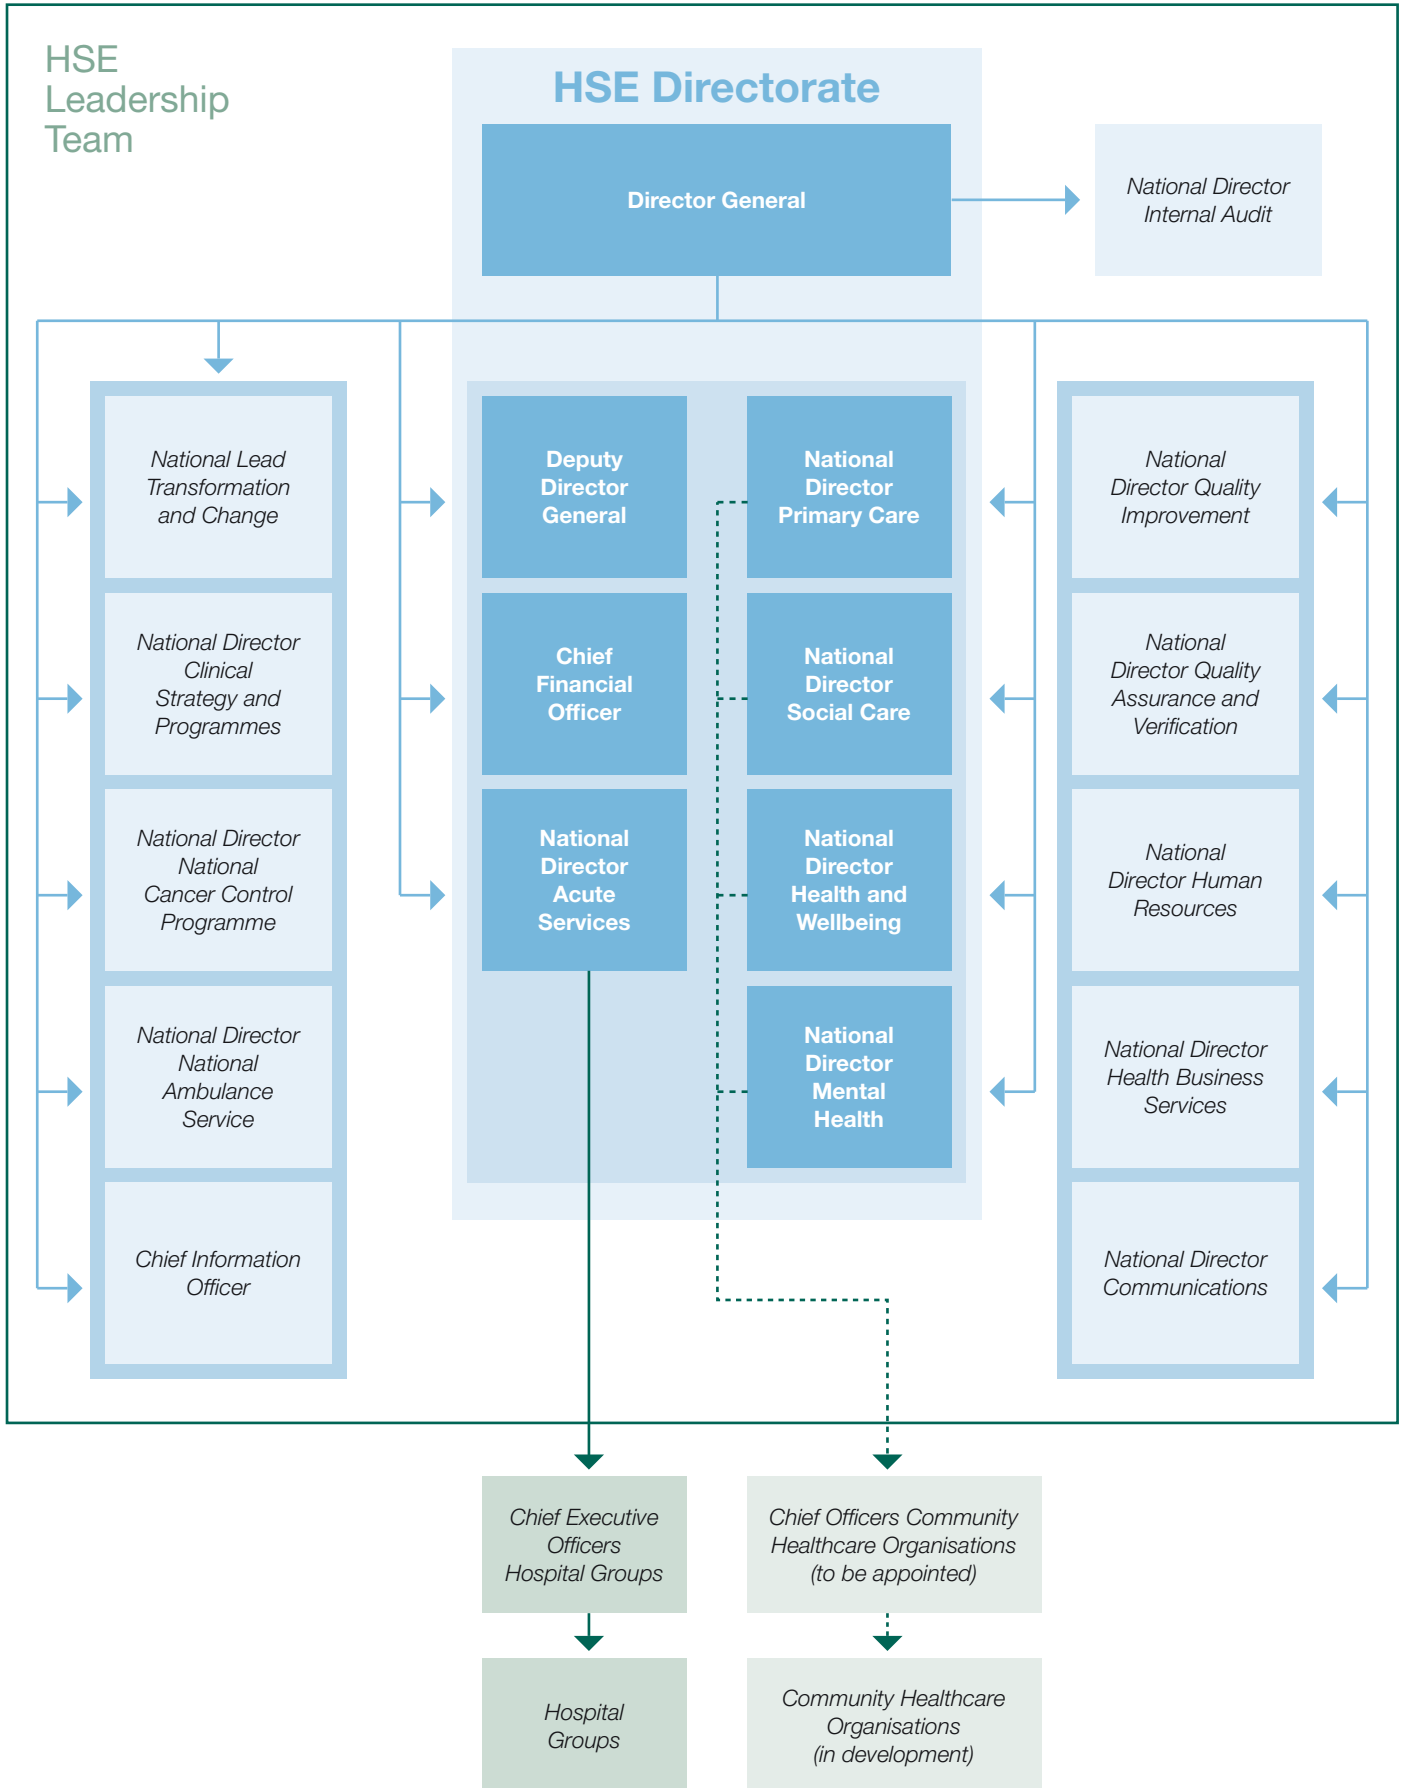 HSE
Leadership
Team
HSE Directorate
Director General
National Director
Internal Audit
National Lead
Transformation
and Change
National Director
Clinical
Strategy and
Programmes
National Director
National
Cancer Control
Programme
National Director
National
Ambulance
Service
Chief Information
Officer
Deputy
Director
General
Chief
Financial
Officer
National
Director
Acute
Services
National
Director
Primary Care
National
Director
Social Care
National
Director
Health and
Wellbeing
National
Director
Mental
Health
National
Director Quality
Improvement
National
Director Quality
Assurance and
Verification
National
Director Human
Resources
National Director
Health Business
Services
National Director
Communications
Chief Executive
Officers
Hospital Groups
Chief Officers Community
Healthcare Organisations
(to be appointed)
Hospital
Groups
Community Healthcare
Organisations
(in development)